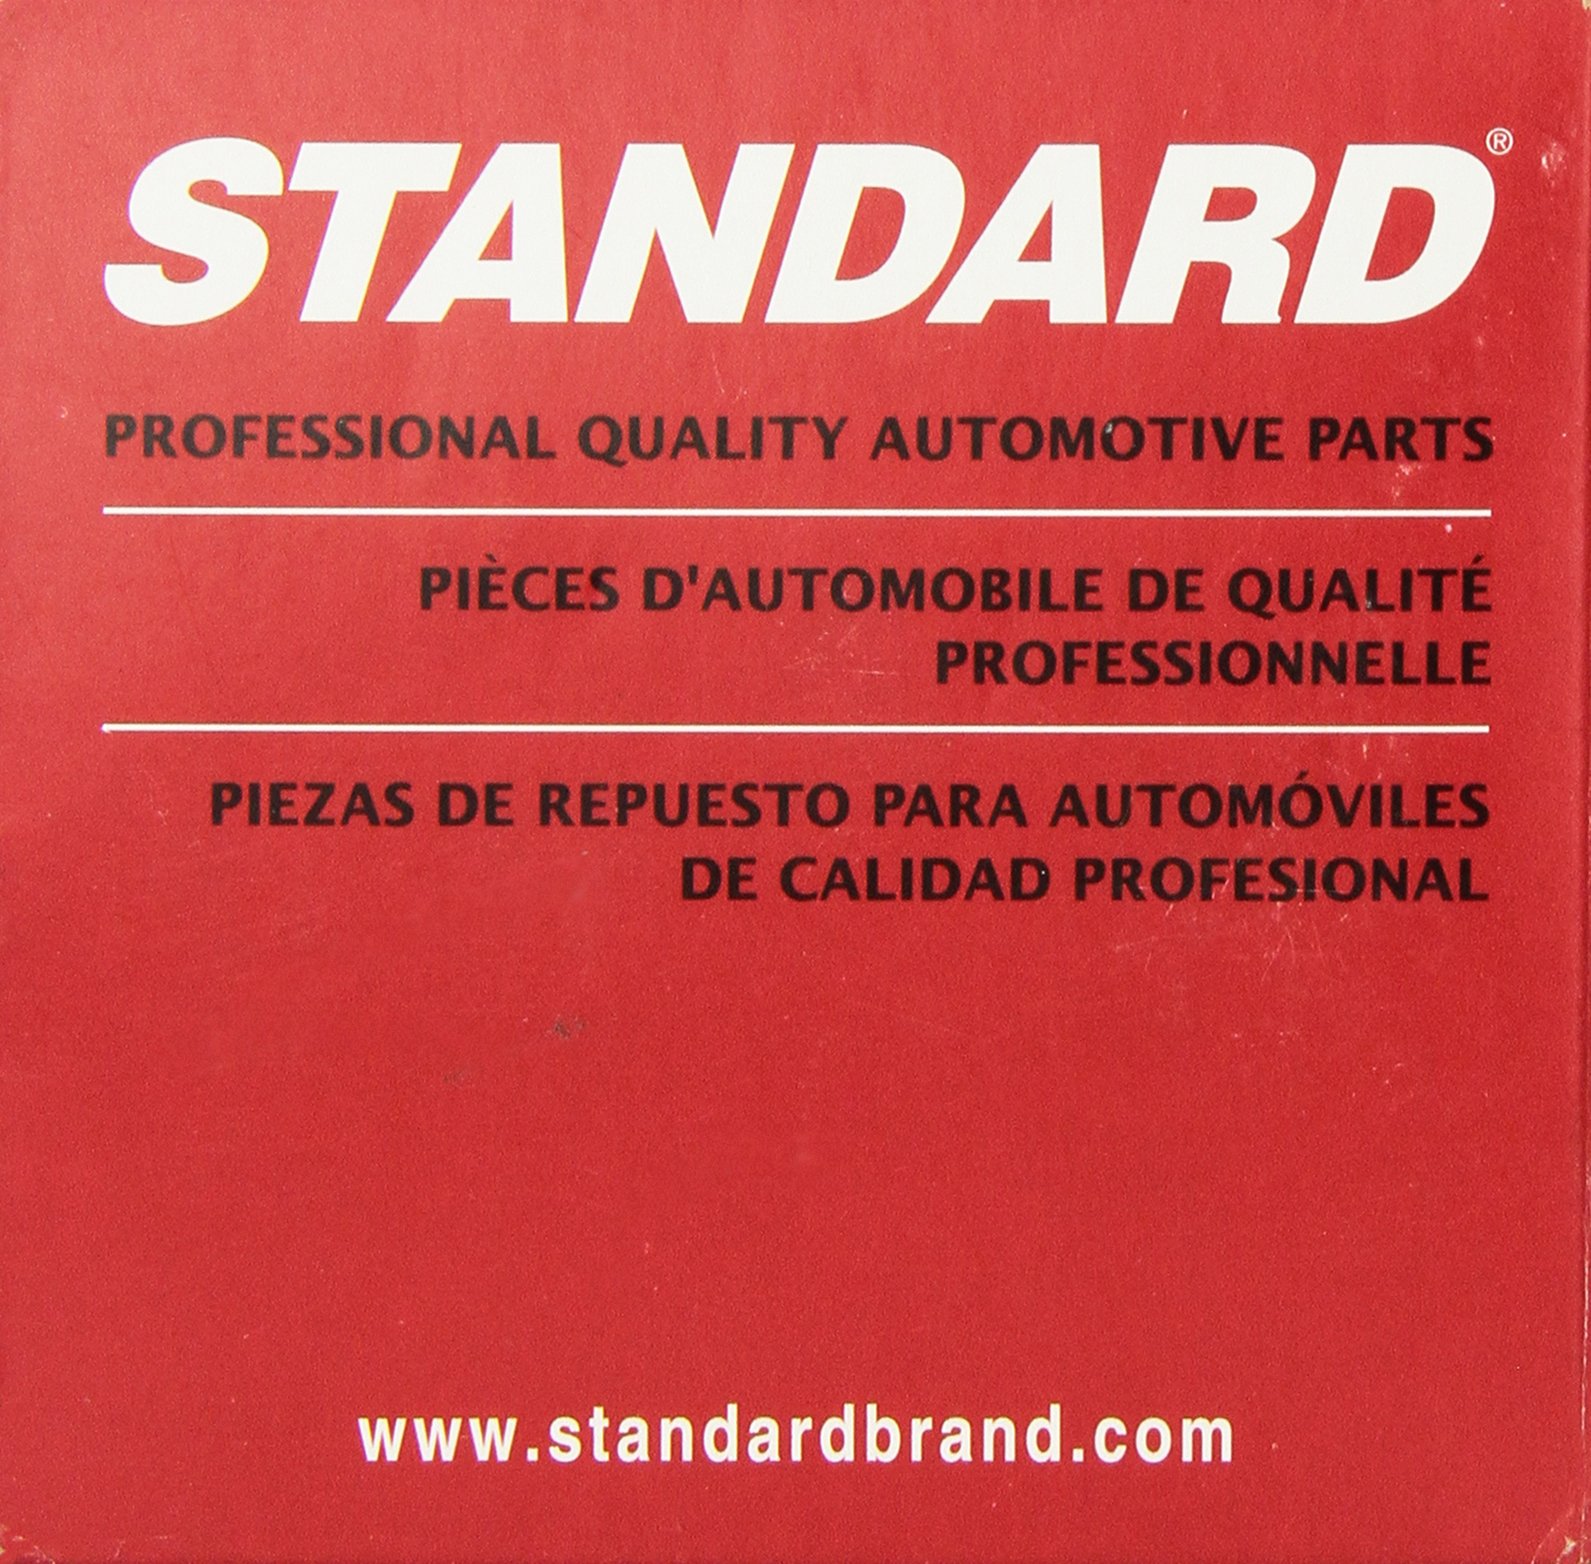 STANDARD®
PROFESSIONAL QUALITY AUTOMOTIVE PARTS
PIÈCES D'AUTOMOBILE DE QUALITÉ
PROFESSIONNELLE
PIEZAS DE REPUESTO PARA AUTOMÓVILES
DE CALIDAD PROFESIONAL
www.standardbrand.com